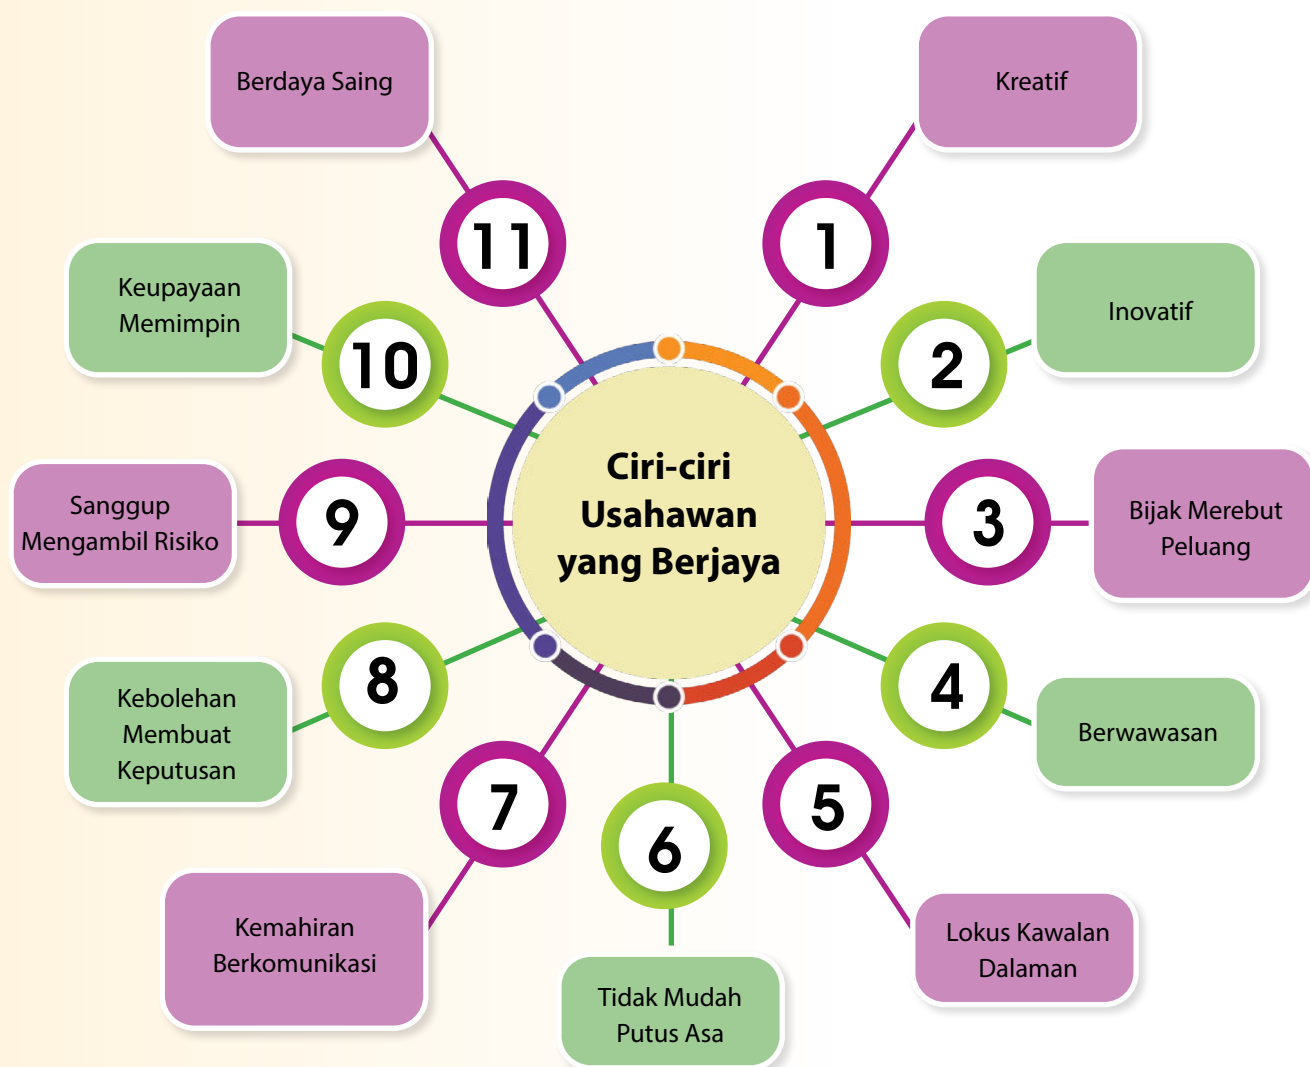 Ciri-ciri
Usahawan
yang Berjaya
1
Kreatif
2
Inovatif
3
Bijak Merebut
Peluang
4
Berwawasan
5
Lokus Kawalan
Dalaman
6
Tidak Mudah
Putus Asa
7
Kemahiran
Berkomunikasi
8
Kebolehan
Membuat
Keputusan
9
Sanggup
Mengambil Risiko
10
Keupayaan
Memimpin
11
Berdaya Saing